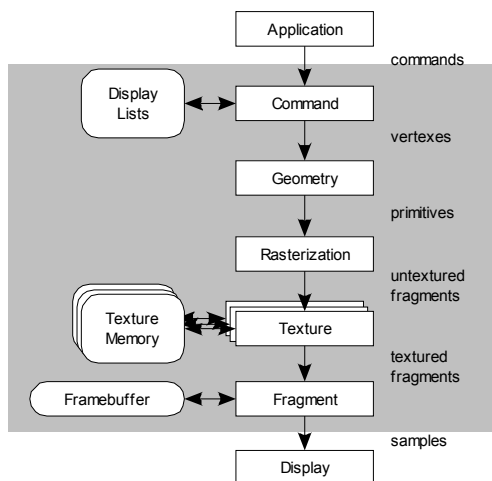 Application
commands
Display
Lists
Command
vertexes
Geometry
primitives
Rasterization
untextured
fragments
Texture
Memory
Texture
textured
fragments
Framebuffer
Fragment
samples
Display